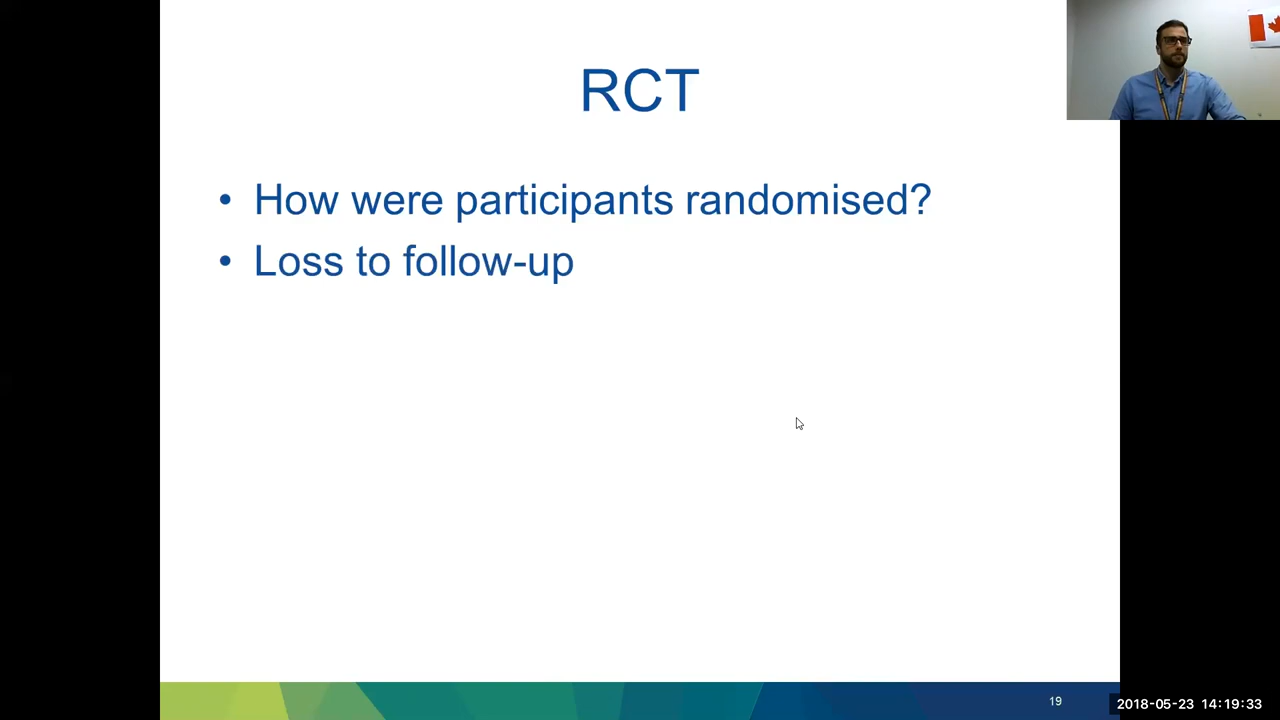 RCT
• How were participants randomised?
• Loss to follow-up
19
2018-05-23 14:19:33